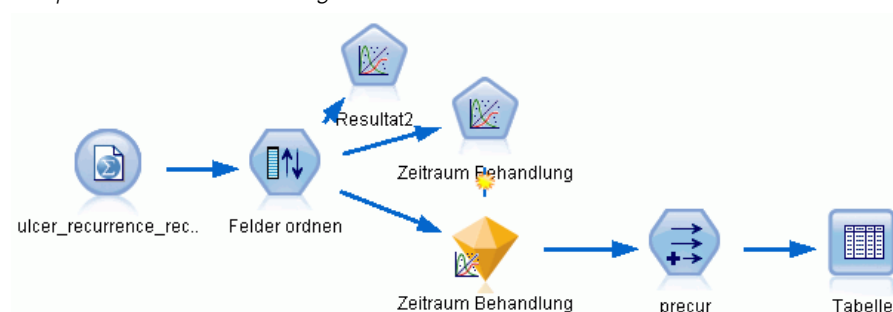 Resultat2
Zeitraum Behandlung
ulcer_recurrence_rec..
Felder ordnen
Zeitraum Behandlung
precur
Tabelle